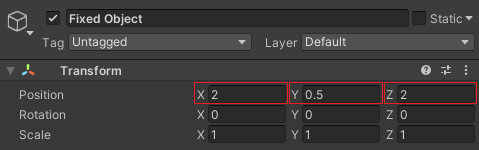 Fixed Object Static
Tag Untagged Layer Default
Transform
Position X 2 Y 0.5 Z 2
Rotation X 0 Y 0 Z 0
Scale X 1 Y 1 Z 1